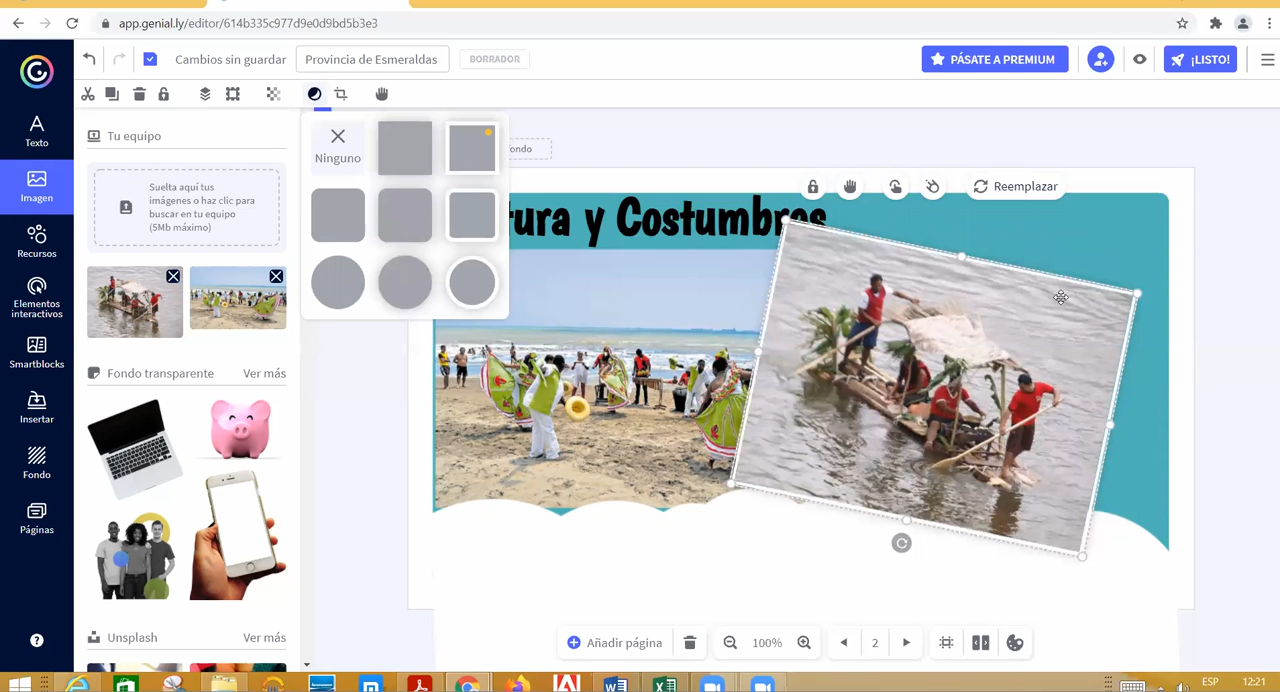 app.genial.ly/editor/614b335c977d9e0d9bd5b3e3
Cambios sin guardar
Provincia de Esmeraldas
BORRADOR
PÁSATE A PREMIUM
¡LISTO!
Texto
Imagen
Recursos
Elementos
interactivos
Smartblocks
Insertar
Fondo
Páginas
Tu equipo
Suelta aquí tus
imágenes o haz clic para
buscar en tu equipo
(5Mb máximo)
Fondo transparente
Ver más
Unsplash
Ver más
Ninguno
ondo
Reemplazar
tura y Costumbres
Añadir página
100%
2
ESP
12:21